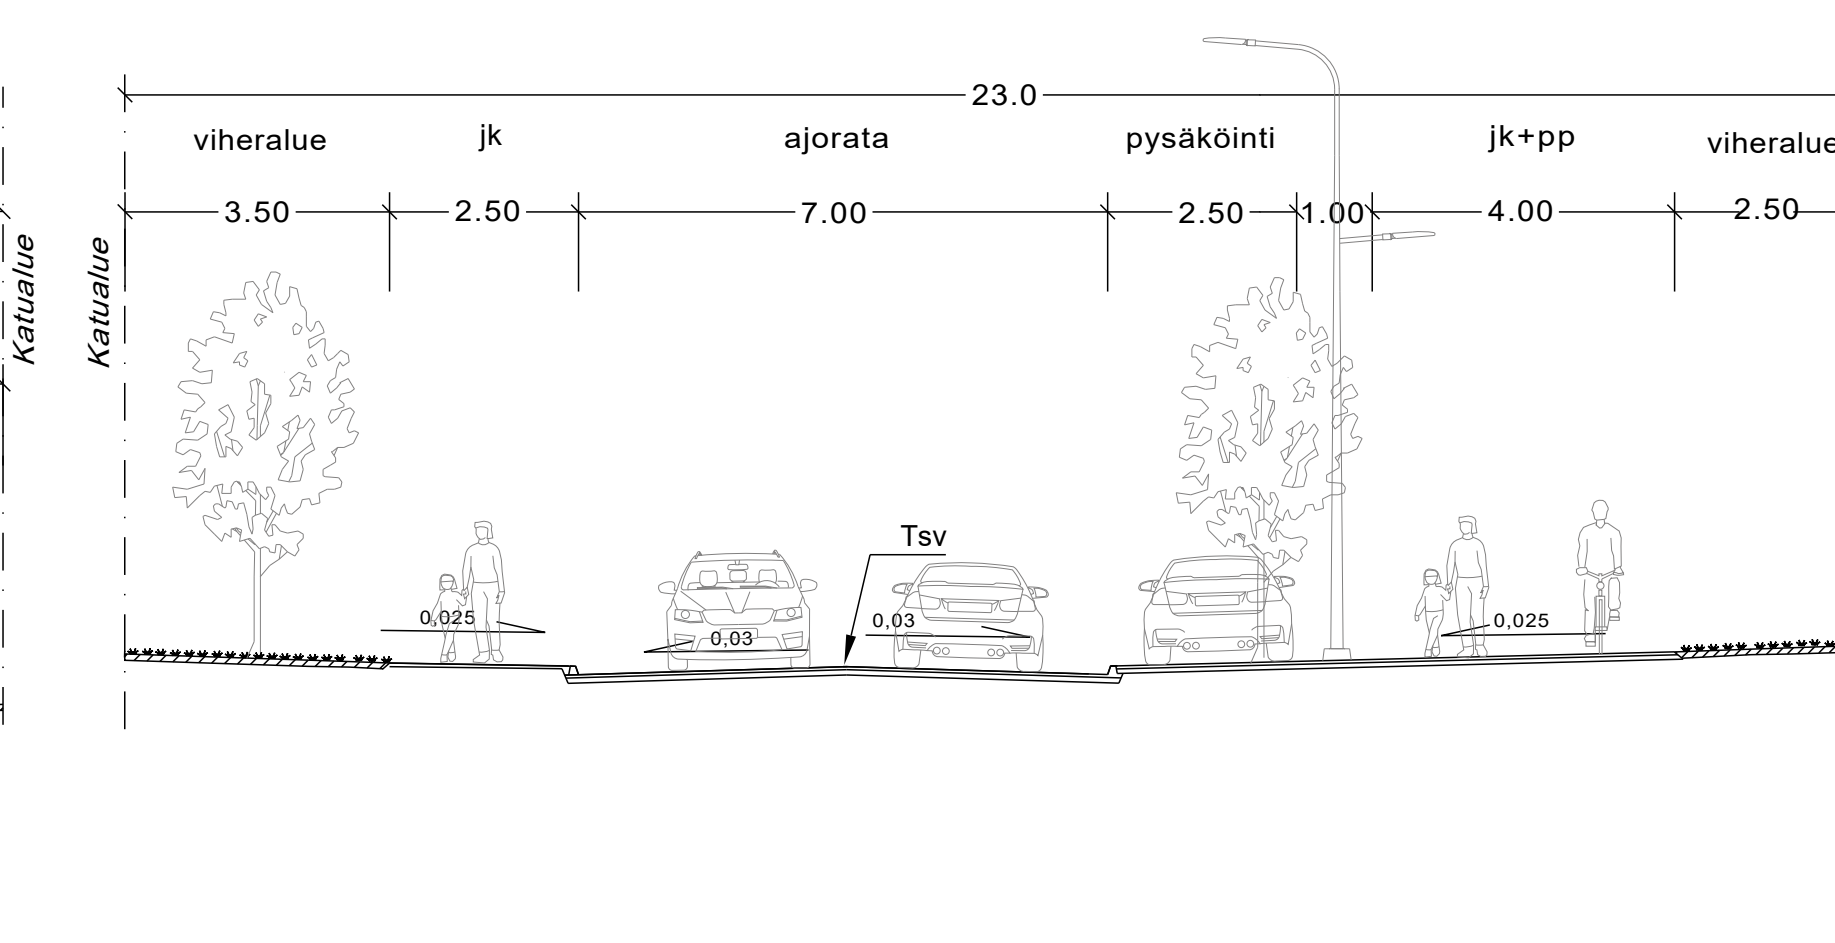 23.0
viheralue jk ajorata pysäköinti jk+pp viheralue
3.50 2.50 7.00 2.50 1.00 4.00 2.50
Katualue
Katualue
Tsv
0,025
0,03
0,03
0,025